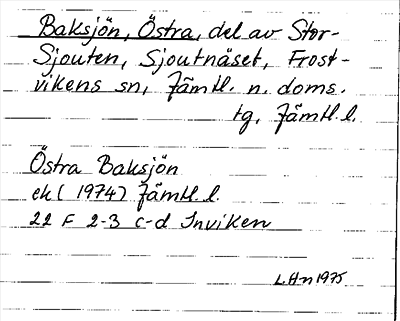 Baksjön, Östra, del av Stor-
Sjouten, Sjoutnäset, Frost-
vikens sn, Jämtl. n. doms.
tg, Jämtl. l.
Östra Baksjön
ek (1974) Jämtl. l.
22 F 2-3 c-d Inviken
L.Hn 1975